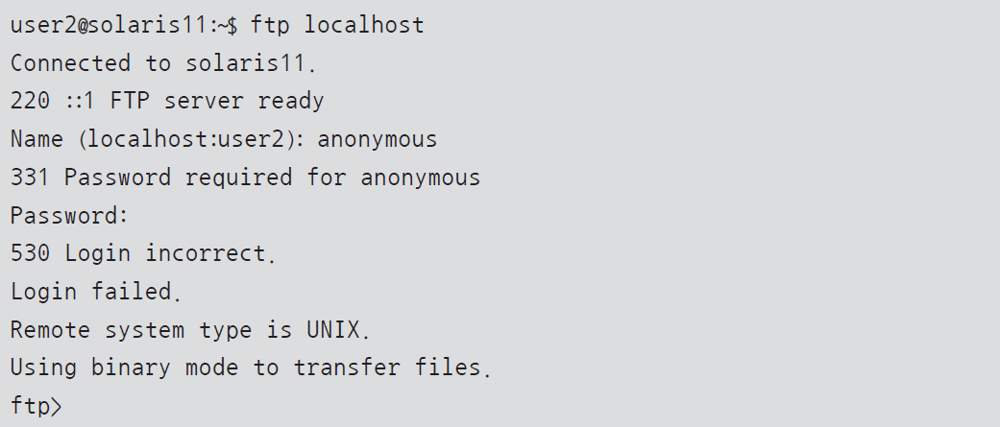 user2@solaris11:~$ ftp localhost
Connected to solaris11.
220 ::1 FTP server ready
Name (localhost:user2): anonymous
331 Password required for anonymous
Password:
530 Login incorrect.
Login failed.
Remote system type is UNIX.
Using binary mode to transfer files.
ftp>